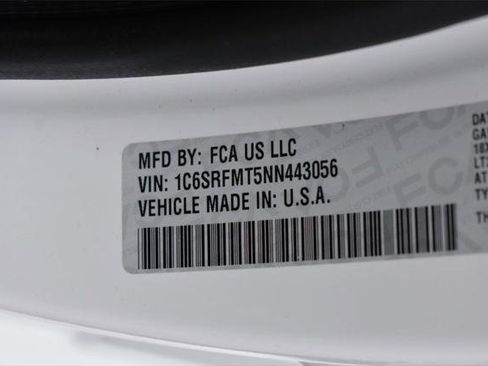 MFD BY: FCA US LLC
VIN: 1C6SRFMT5NN443056
VEHICLE MADE IN: U.S.A.